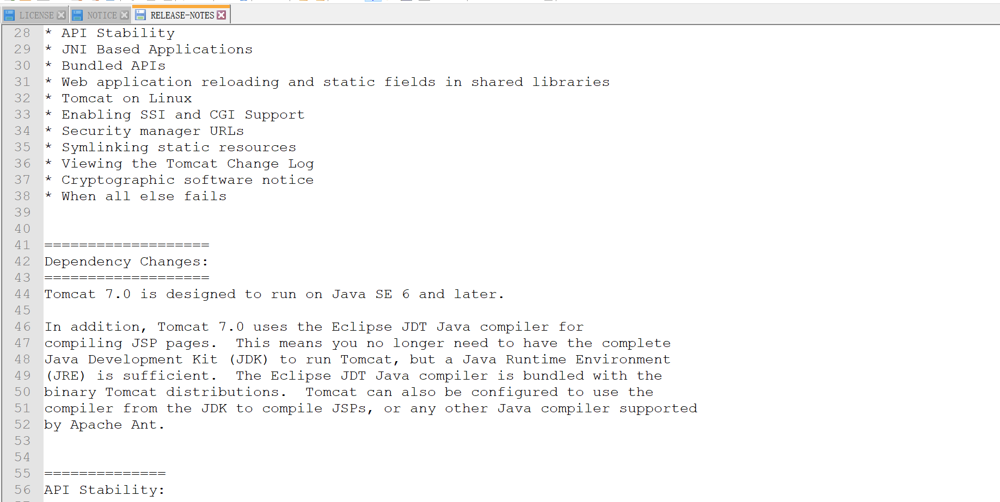 LICENSE NOTICE RELEASE-NOTES
28 * API Stability
29 * JNI Based Applications
30 * Bundled APIs
31 * Web application reloading and static fields in shared libraries
32 * Tomcat on Linux
33 * Enabling SSI and CGI Support
34 * Security manager URLs
35 * Symlinking static resources
36 * Viewing the Tomcat Change Log
37 * Cryptographic software notice
38 * When all else fails
39
40
41 ===================
42 Dependency Changes:
43 ===================
44 Tomcat 7.0 is designed to run on Java SE 6 and later.
45
46 In addition, Tomcat 7.0 uses the Eclipse JDT Java compiler for
47 compiling JSP pages.  This means you no longer need to have the complete
48 Java Development Kit (JDK) to run Tomcat, but a Java Runtime Environment
49 (JRE) is sufficient.  The Eclipse JDT Java compiler is bundled with the
50 binary Tomcat distributions.  Tomcat can also be configured to use the
51 compiler from the JDK to compile JSPs, or any other Java compiler supported
52 by Apache Ant.
53
54
55 ==============
56 API Stability: